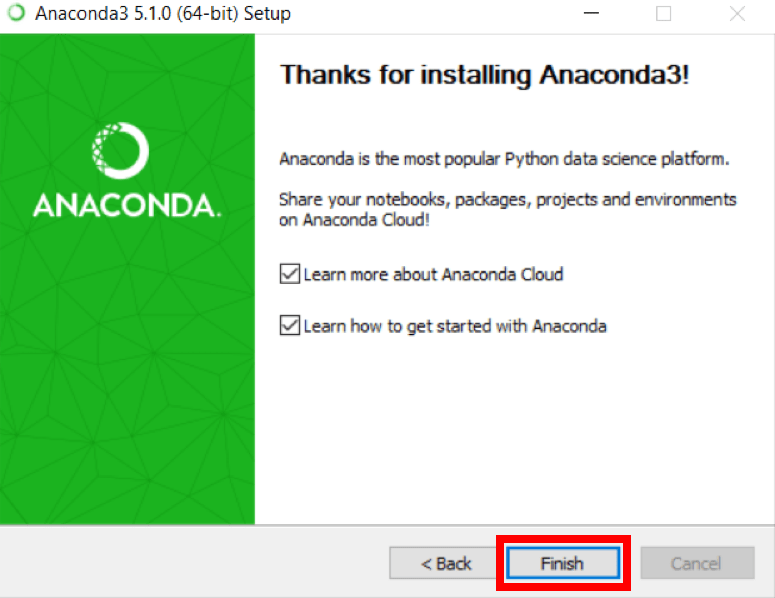 Anaconda3 5.1.0 (64-bit) Setup
ANACONDA.
Thanks for installing Anaconda3!
Anaconda is the most popular Python data science platform.
Share your notebooks, packages, projects and environments
on Anaconda Cloud!
Learn more about Anaconda Cloud
Learn how to get started with Anaconda
< Back
Finish
Cancel